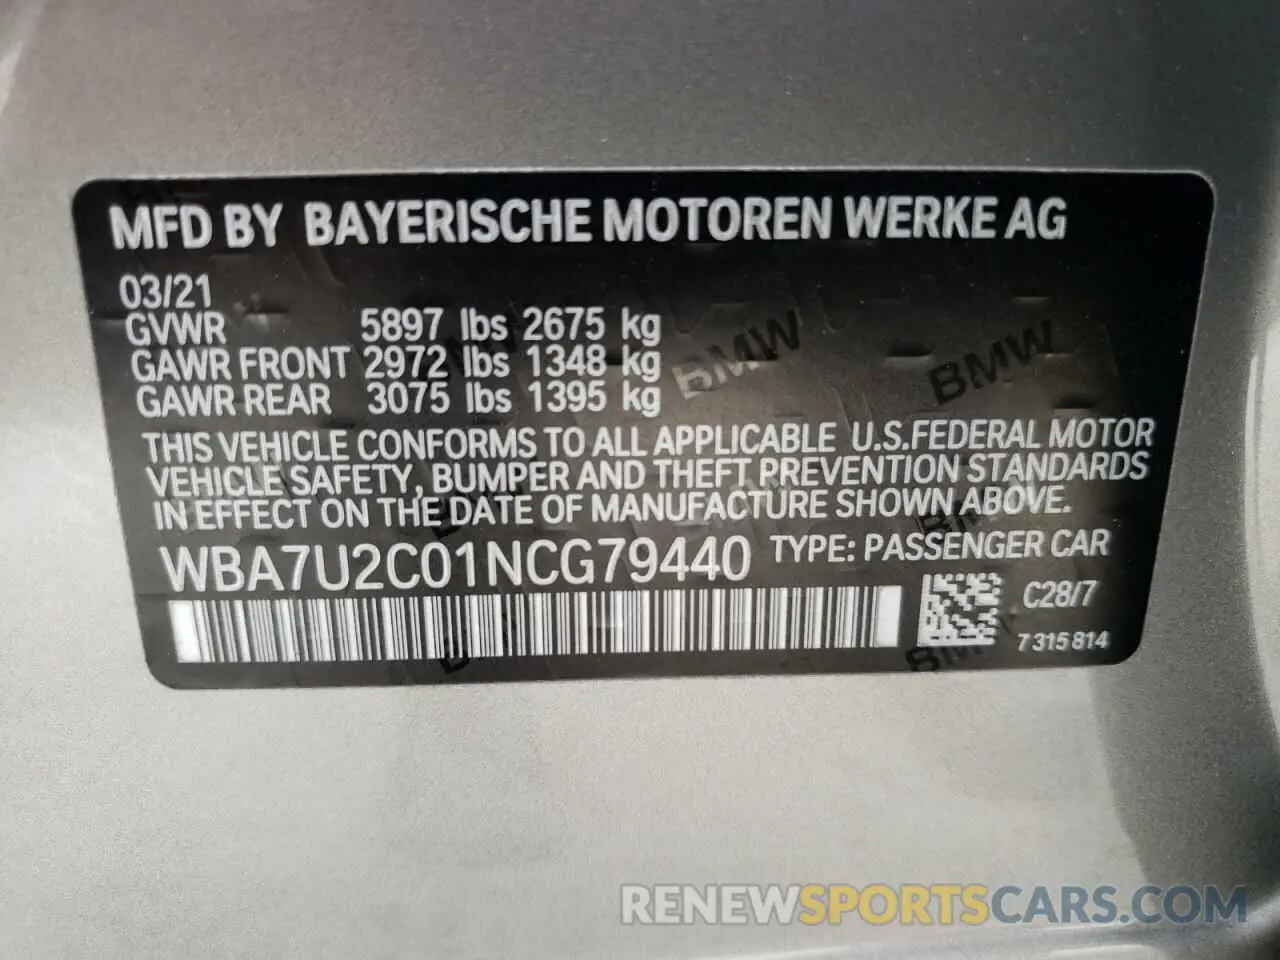 MFD BY BAYERISCHE MOTOREN WERKE AG
03/21
GVWR 5897 lbs 2675 kg
GAWR FRONT 2972 lbs 1348 kg
GAWR REAR 3075 lbs 1395 kg
THIS VEHICLE CONFORMS TO ALL APPLICABLE U.S.FEDERAL MOTOR
VEHICLE SAFETY, BUMPER AND THEFT PREVENTION STANDARDS
IN EFFECT ON THE DATE OF MANUFACTURE SHOWN ABOVE.
WBA7U2C01NCG79440 TYPE: PASSENGER CAR
C28/7
7 315 814
BMW
BMW
RENEWSPORTSCARS.COM